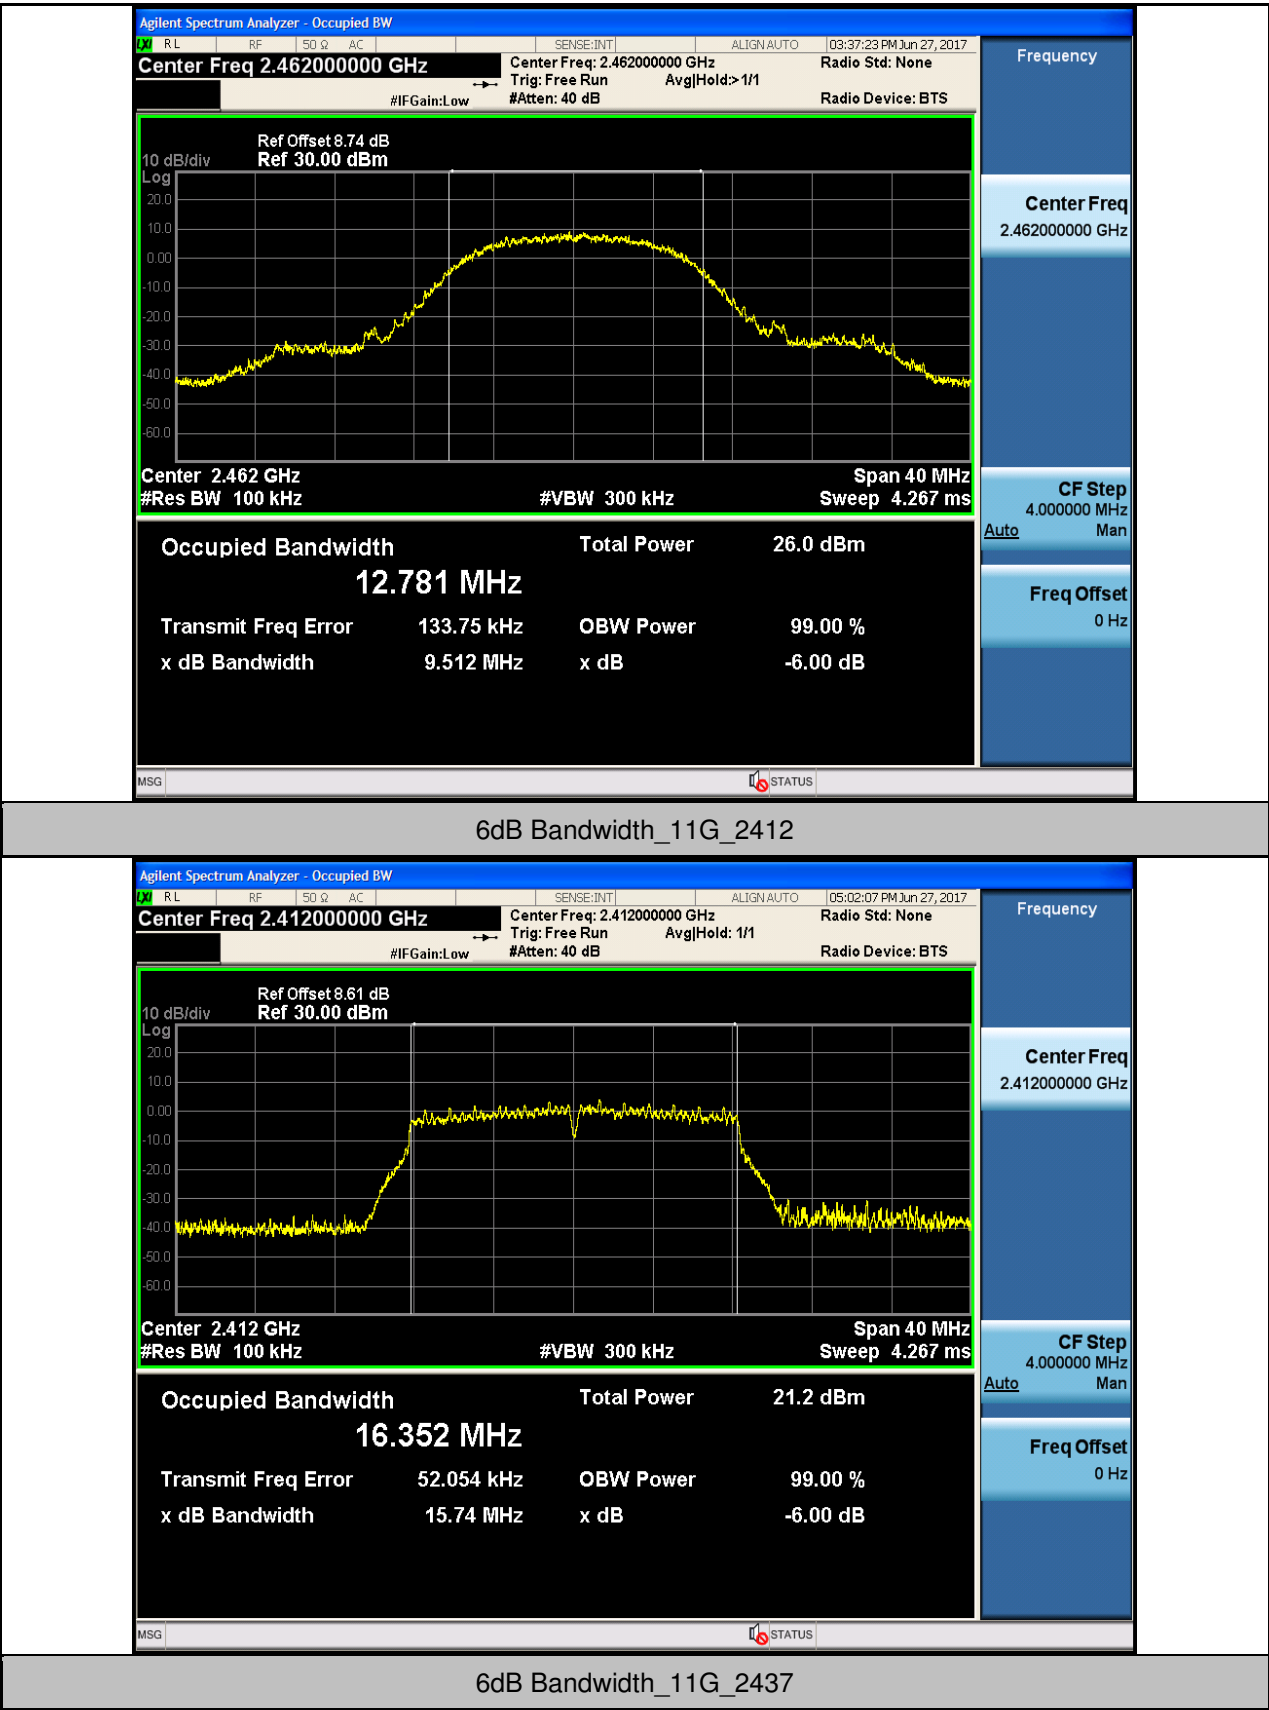 Agilent Spectrum Analyzer - Occupied BW
LXI RL RF 50 Ω AC SENSE:INT ALIGN AUTO 03:37:23 PM Jun 27, 2017
Center Freq 2.462000000 GHz
Center Freq: 2.462000000 GHz
Radio Std: None
Trig: Free Run Avg|Hold:> 1/1
#IFGain:Low #Atten: 40 dB Radio Device: BTS
Ref Offset 8.74 dB
10 dB/div Ref 30.00 dBm
Log
20.0
10.0
0.00
-10.0
-20.0
-30.0
-40.0
-50.0
-60.0
Center 2.462 GHz Span 40 MHz
#Res BW 100 kHz #VBW 300 kHz Sweep 4.267 ms
Occupied Bandwidth Total Power 26.0 dBm
12.781 MHz
Transmit Freq Error 133.75 kHz OBW Power 99.00 %
x dB Bandwidth 9.512 MHz x dB -6.00 dB
MSG STATUS
Frequency
Center Freq
2.462000000 GHz
CF Step
4.000000 MHz
Auto Man
Freq Offset
0 Hz
6dB Bandwidth_11G_2412
Agilent Spectrum Analyzer - Occupied BW
LXI RL RF 50 Ω AC SENSE:INT ALIGN AUTO 05:02:07 PM Jun 27, 2017
Center Freq 2.412000000 GHz
Center Freq: 2.412000000 GHz
Radio Std: None
Trig: Free Run Avg|Hold: 1/1
#IFGain:Low #Atten: 40 dB Radio Device: BTS
Ref Offset 8.61 dB
10 dB/div Ref 30.00 dBm
Log
20.0
10.0
0.00
-10.0
-20.0
-30.0
-40.0
-50.0
-60.0
Center 2.412 GHz Span 40 MHz
#Res BW 100 kHz #VBW 300 kHz Sweep 4.267 ms
Occupied Bandwidth Total Power 21.2 dBm
16.352 MHz
Transmit Freq Error 52.054 kHz OBW Power 99.00 %
x dB Bandwidth 15.74 MHz x dB -6.00 dB
MSG STATUS
Frequency
Center Freq
2.412000000 GHz
CF Step
4.000000 MHz
Auto Man
Freq Offset
0 Hz
6dB Bandwidth_11G_2437